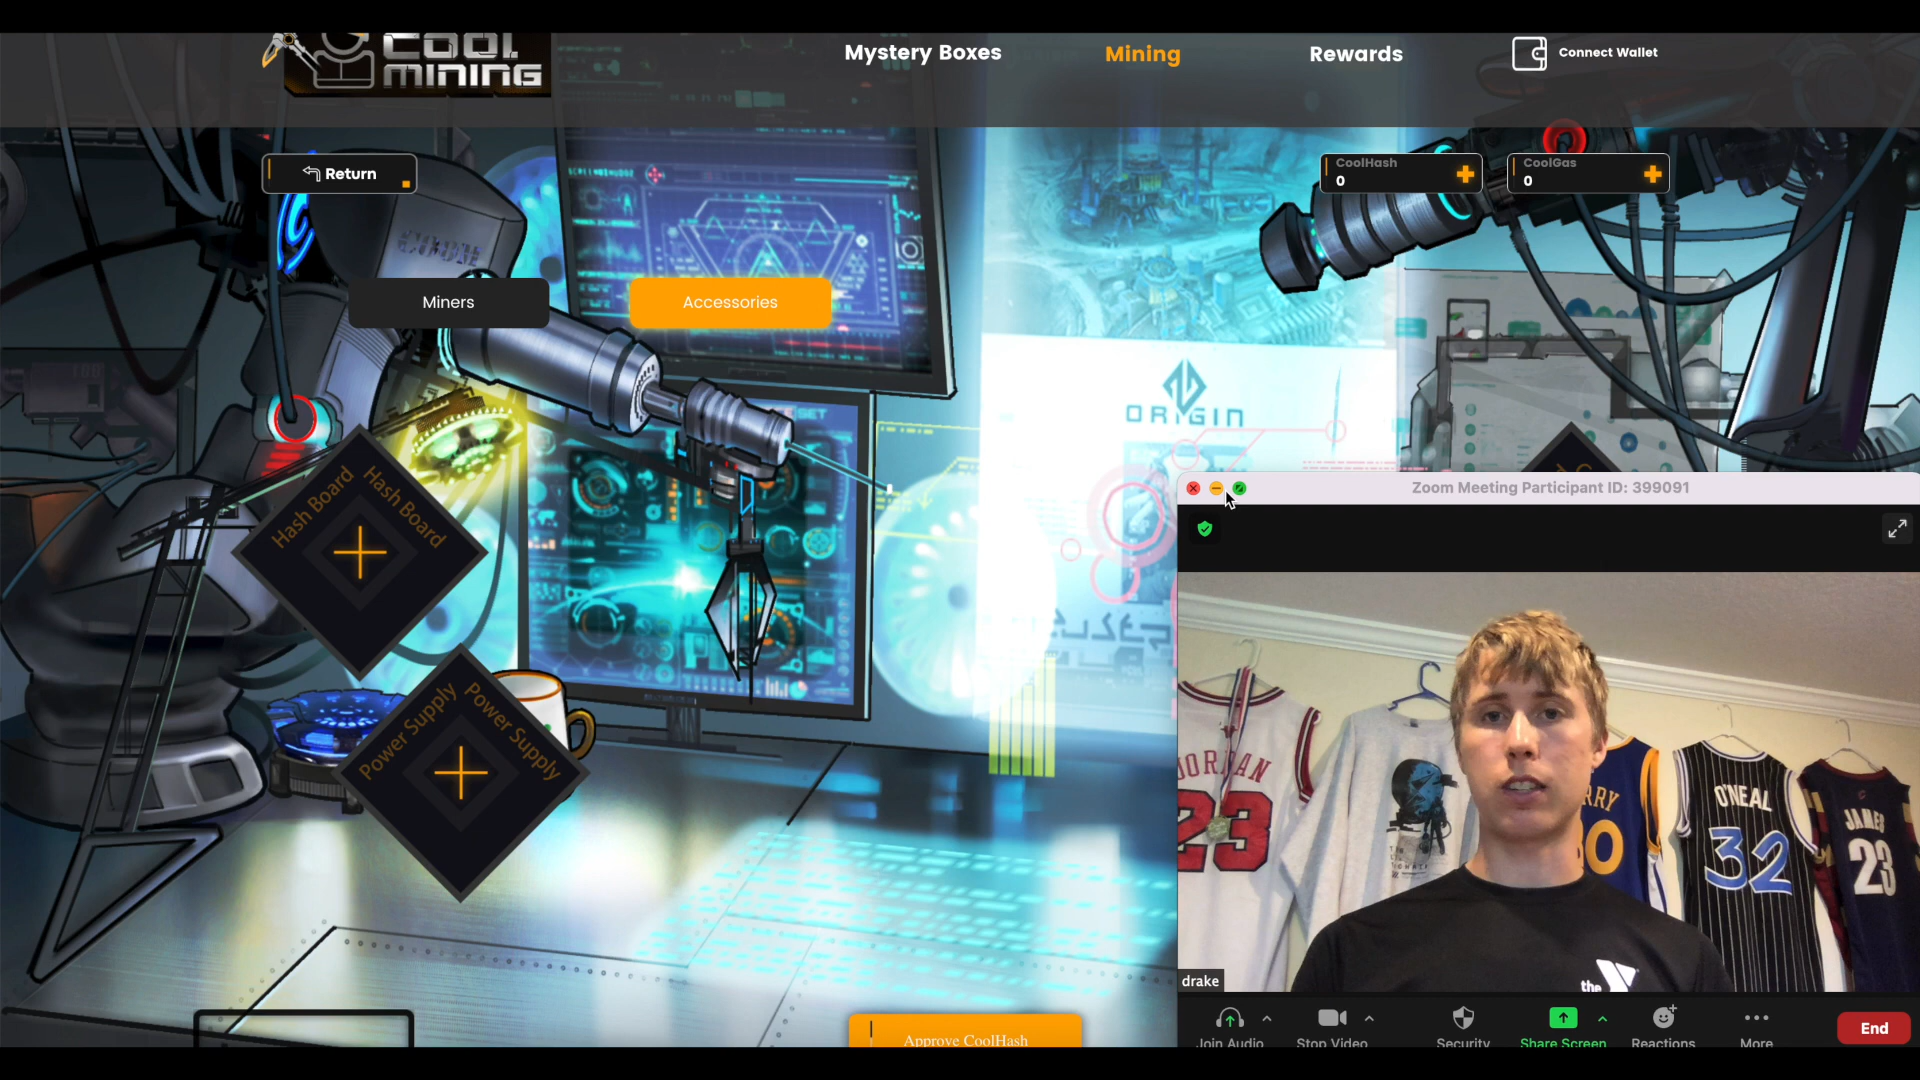 COOL
MINING
Mystery Boxes
Mining
Rewards
Connect Wallet
Return
CoolHash
0
CoolGas
0
Miners
Accessories
ORIGIN
Hash Board
Hash Board
Power Supply
Power Supply
Approve CoolHash
Zoom Meeting Participant ID: 399091
JORDAN
23
O'NEAL
32
JAMES
23
the Y
drake
Join Audio
Stop Video
Security
Share Screen
Reactions
More
End